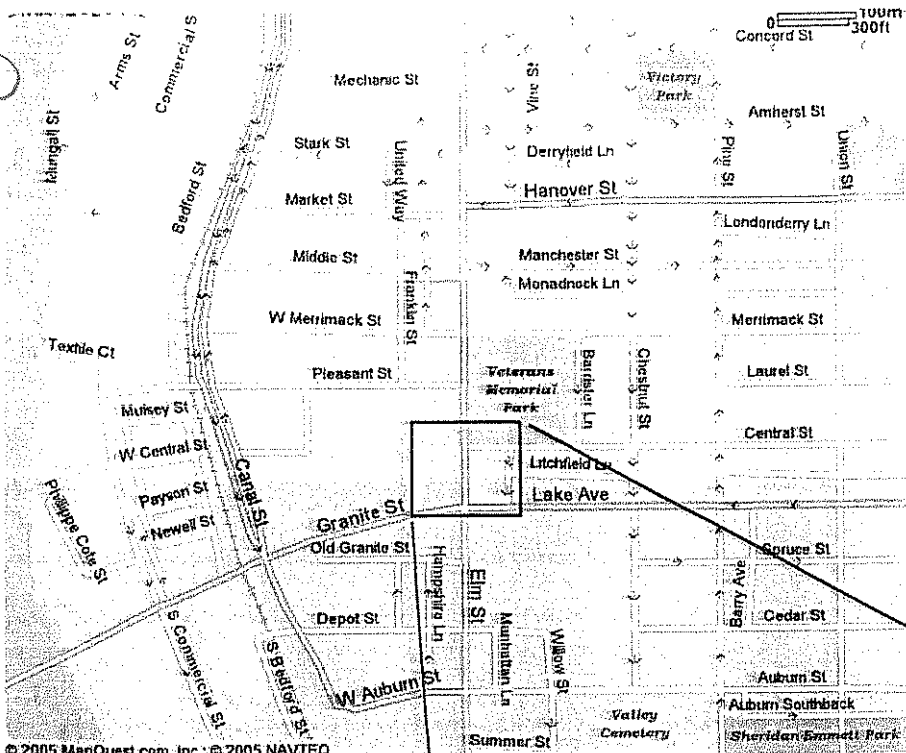 100m
0 300ft
Concord St
Arms St
Commercial S
Mechanic St
S Vine
Victory
Park
Amherst St
Mungall St
Stark St
United Way
Derryfield Ln
Pine St
Union St
Bedford St
Market St
Hanover St
Londonderry Ln
Middle St
Manchester St
Franklin St
Monadnock Ln
W Merrimack St
Merrimack St
Textile Ct
Pleasant St
Veterans
Memorial
Park
Barrister Ln
Chestnut St
Laurel St
Mulsey St
W Central St
Central St
Canal St
Litchfield Ln
Payson St
Lake Ave
Philippe Cote St
Newell St
Granite St
Old Granite St
Hampshire Ln
Elm St
Spruce St
Barry Ave
Depot St
Manhattan Ln
Willow St
Cedar St
S Commercial St
S Bedford St
W Auburn St
Auburn St
Auburn Southback
Valley
Cemetery
Sheridan Emmett Park
Summer St
© 2005 MapQuest.com, Inc.; © 2005 NAVTEQ